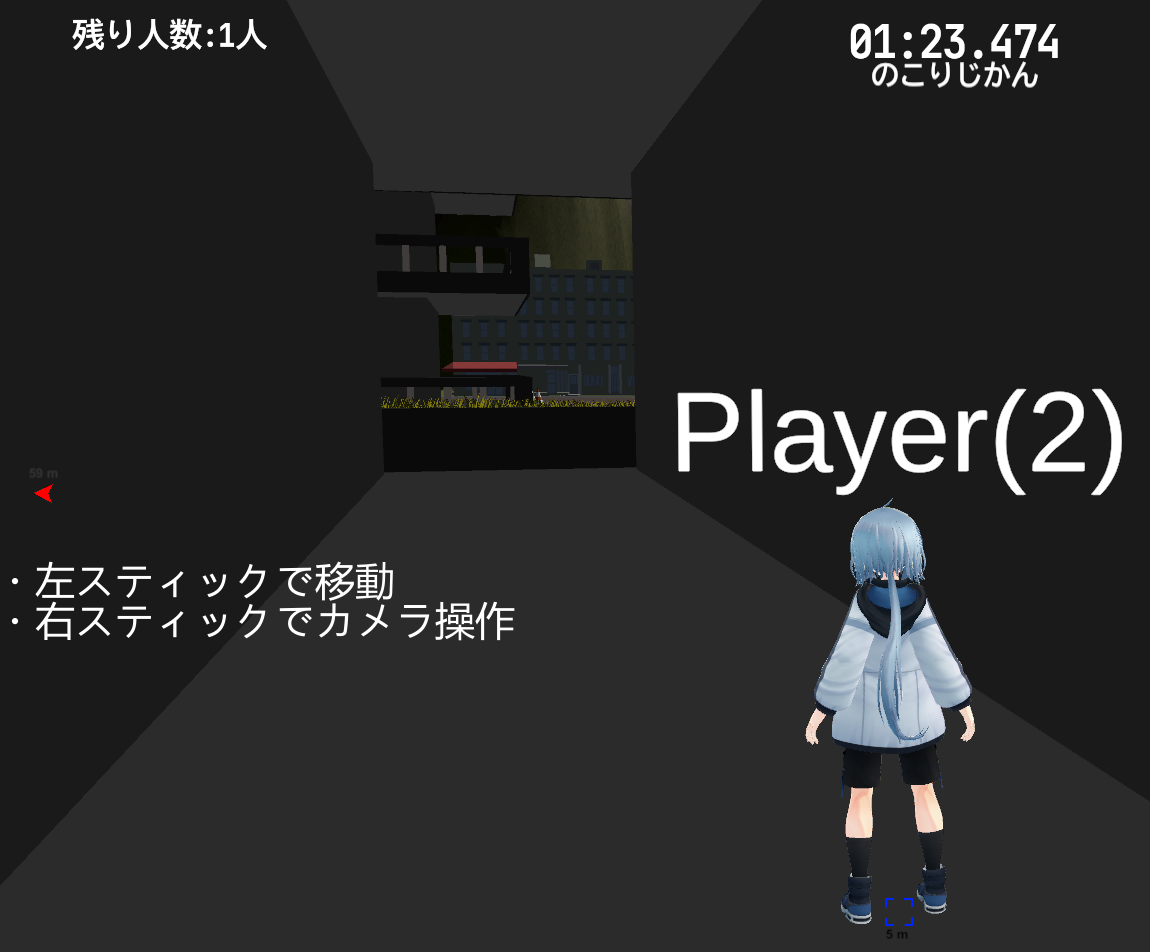 残り人数:1人
01:23.474
のこりじかん
Player(2)
59 m
・左スティックで移動
・右スティックでカメラ操作
5 m